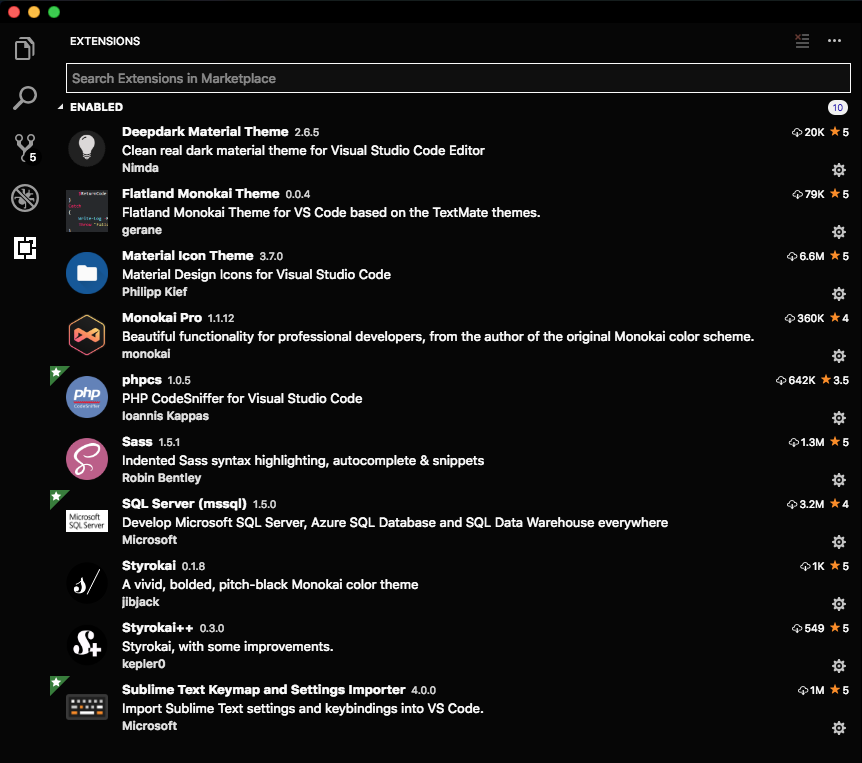 EXTENSIONS
Search Extensions in Marketplace
ENABLED 10
Deepdark Material Theme 2.6.5 20K 5
Clean real dark material theme for Visual Studio Code Editor
Nimda
Flatland Monokai Theme 0.0.4 79K 5
Flatland Monokai Theme for VS Code based on the TextMate themes.
gerane
5
Material Icon Theme 3.7.0 6.6M 5
Material Design Icons for Visual Studio Code
Philipp Kief
Monokai Pro 1.1.12 360K 4
Beautiful functionality for professional developers, from the author of the original Monokai color scheme.
monokai
php
CodeSniffer
phpcs 1.0.5 642K 3.5
PHP CodeSniffer for Visual Studio Code
Ioannis Kappas
Sass 1.5.1 1.3M 5
Indented Sass syntax highlighting, autocomplete & snippets
Robin Bentley
Microsoft
SQL Server
SQL Server (mssql) 1.5.0 3.2M 4
Develop Microsoft SQL Server, Azure SQL Database and SQL Data Warehouse everywhere
Microsoft
Styrokai 0.1.8 1K 5
A vivid, bolded, pitch-black Monokai color theme
jibjack
Styrokai++ 0.3.0 549 5
Styrokai, with some improvements.
kepler0
Sublime Text Keymap and Settings Importer 4.0.0 1M 5
Import Sublime Text settings and keybindings into VS Code.
Microsoft